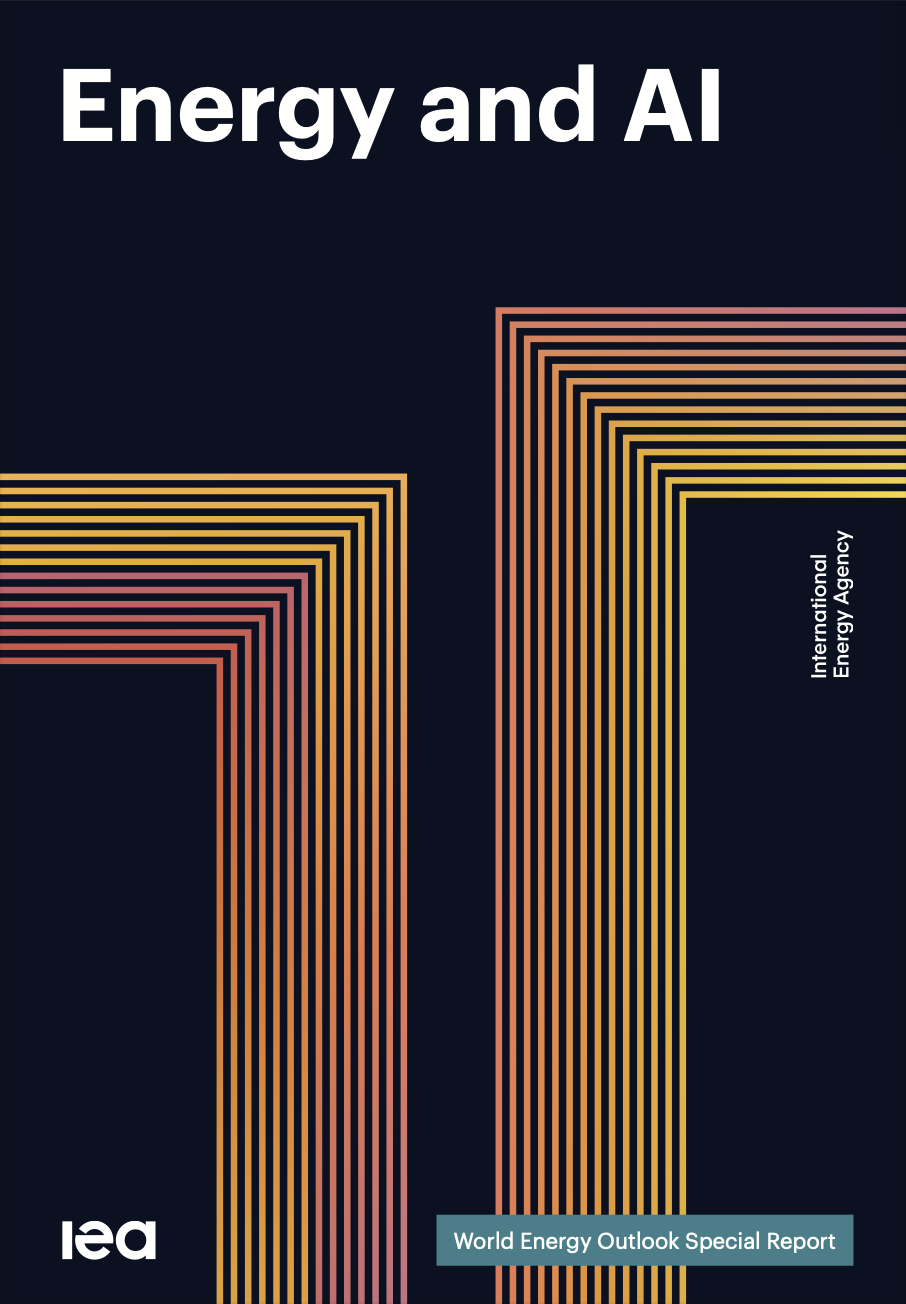 Energy and AI
International
Energy Agency
iea
World Energy Outlook Special Report